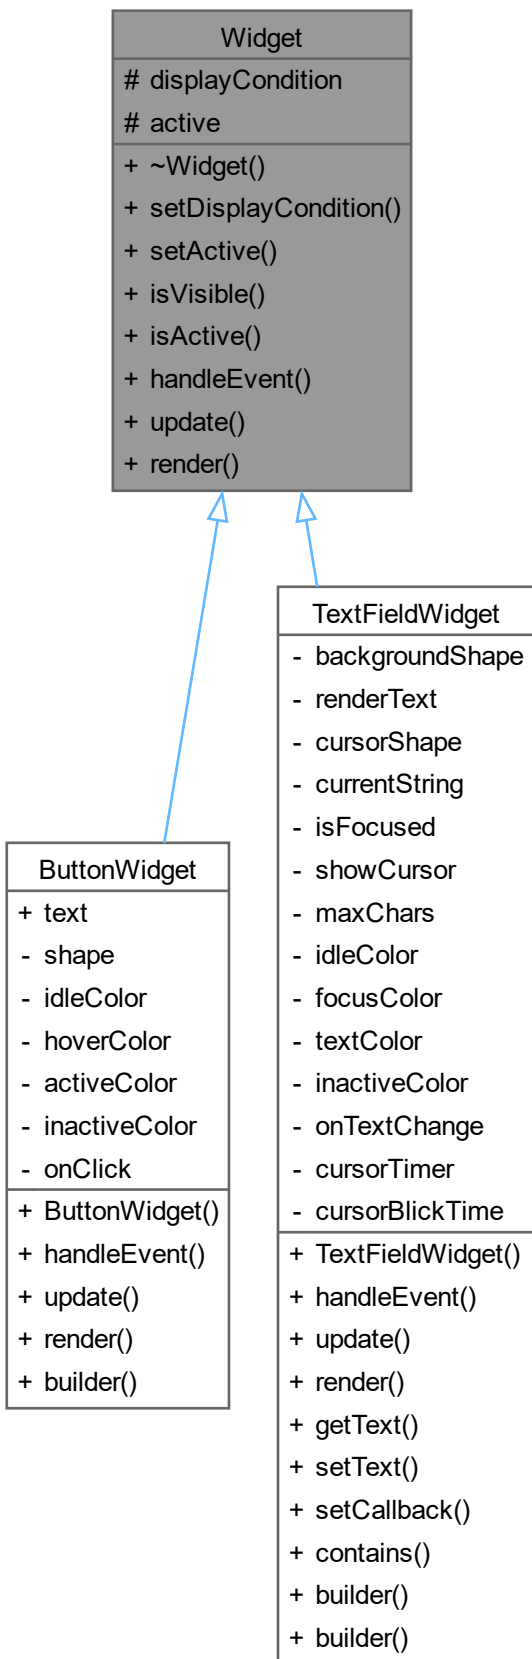 Widget
# displayCondition
# active
+ ~Widget()
+ setDisplayCondition()
+ setActive()
+ isVisible()
+ isActive()
+ handleEvent()
+ update()
+ render()
TextFieldWidget
- backgroundShape
- renderText
- cursorShape
- currentString
- isFocused
- showCursor
- maxChars
- idleColor
- focusColor
- textColor
- inactiveColor
- onTextChange
- cursorTimer
- cursorBlickTime
+ TextFieldWidget()
+ handleEvent()
+ update()
+ render()
+ getText()
+ setText()
+ setCallback()
+ contains()
+ builder()
+ builder()
ButtonWidget
+ text
- shape
- idleColor
- hoverColor
- activeColor
- inactiveColor
- onClick
+ ButtonWidget()
+ handleEvent()
+ update()
+ render()
+ builder()